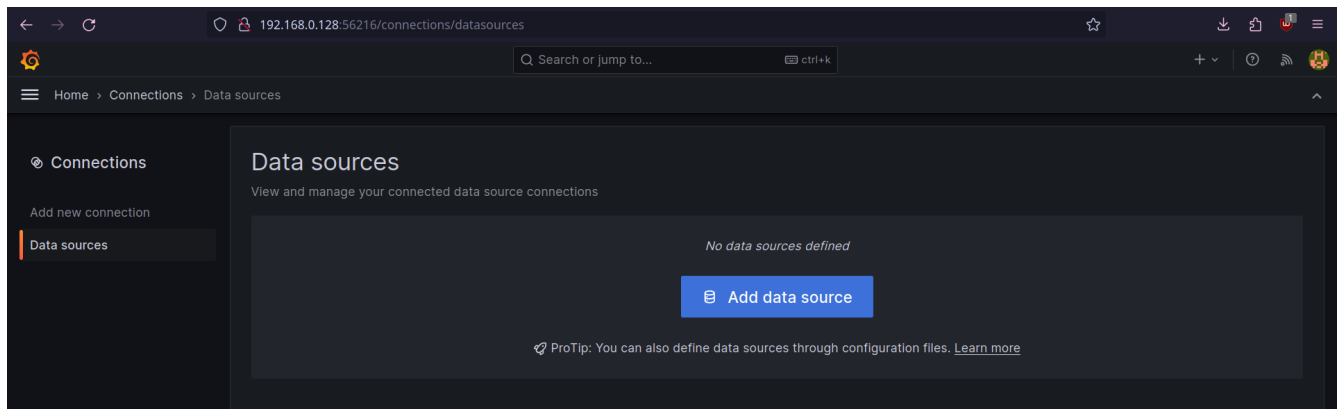 192.168.0.128:56216/connections/datasources
1
Search or jump to... ctrl+k
Home › Connections › Data sources
Connections
Add new connection
Data sources
Data sources
View and manage your connected data source connections
No data sources defined
Add data source
ProTip: You can also define data sources through configuration files. Learn more